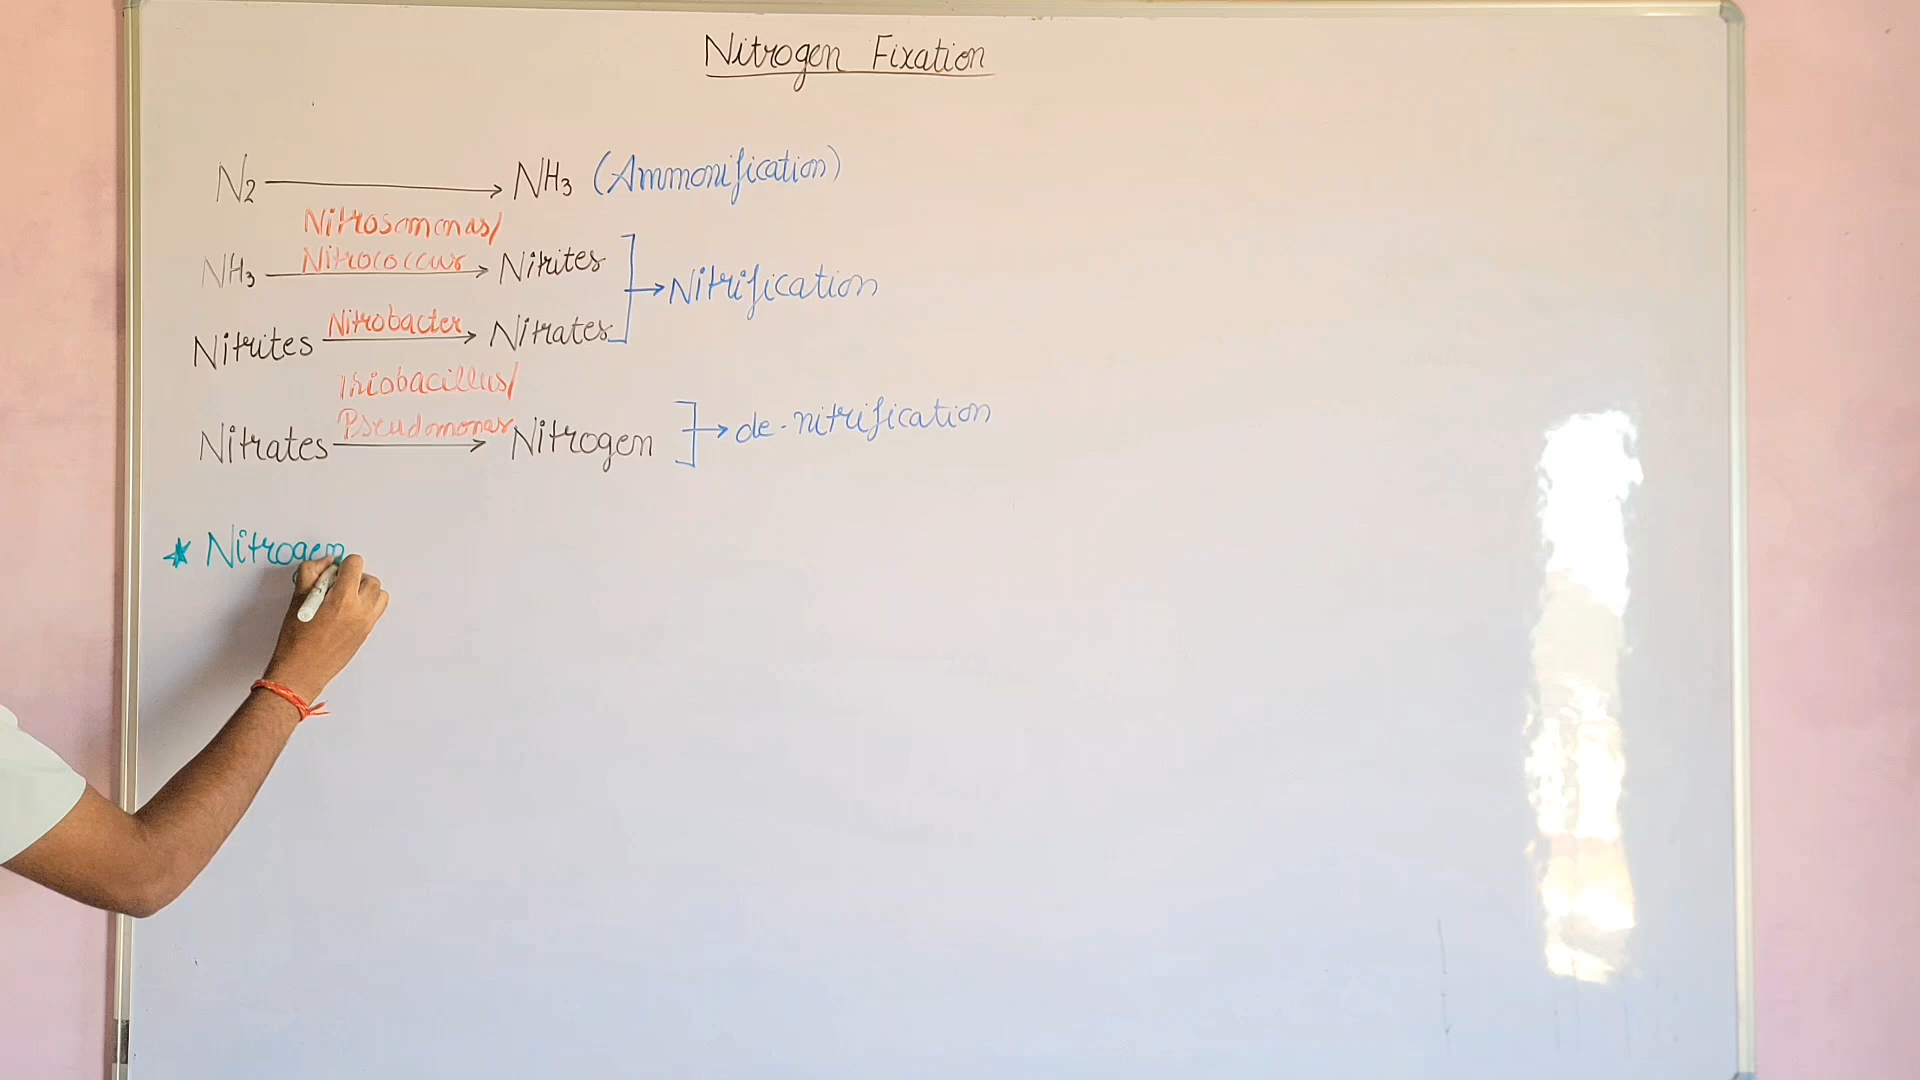 Nitrogen Fixation
N2 → NH3 (Ammonification)
Nitrosomonas/
NH3 Nitrococcus → Nitrites
→ Nitrification
Nitrites Nitrobacter → Nitrates
Thiobacillus/
Nitrates Pseudomonas → Nitrogen
→ de-nitrification
★ Nitrogen